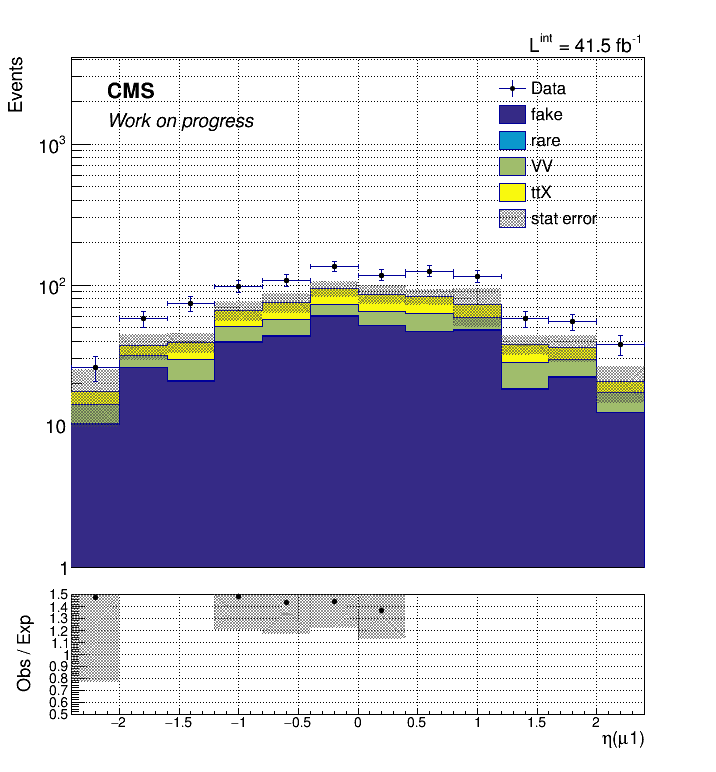 L^int = 41.5 fb^-1
Events
CMS
Work on progress
Data
fake
rare
VV
ttX
stat error
10^3
10^2
10
1
Obs / Exp
1.5
1.4
1.3
1.2
1.1
1
0.9
0.8
0.7
0.6
0.5
−2 −1.5 −1 −0.5 0 0.5 1 1.5 2
η(μ1)